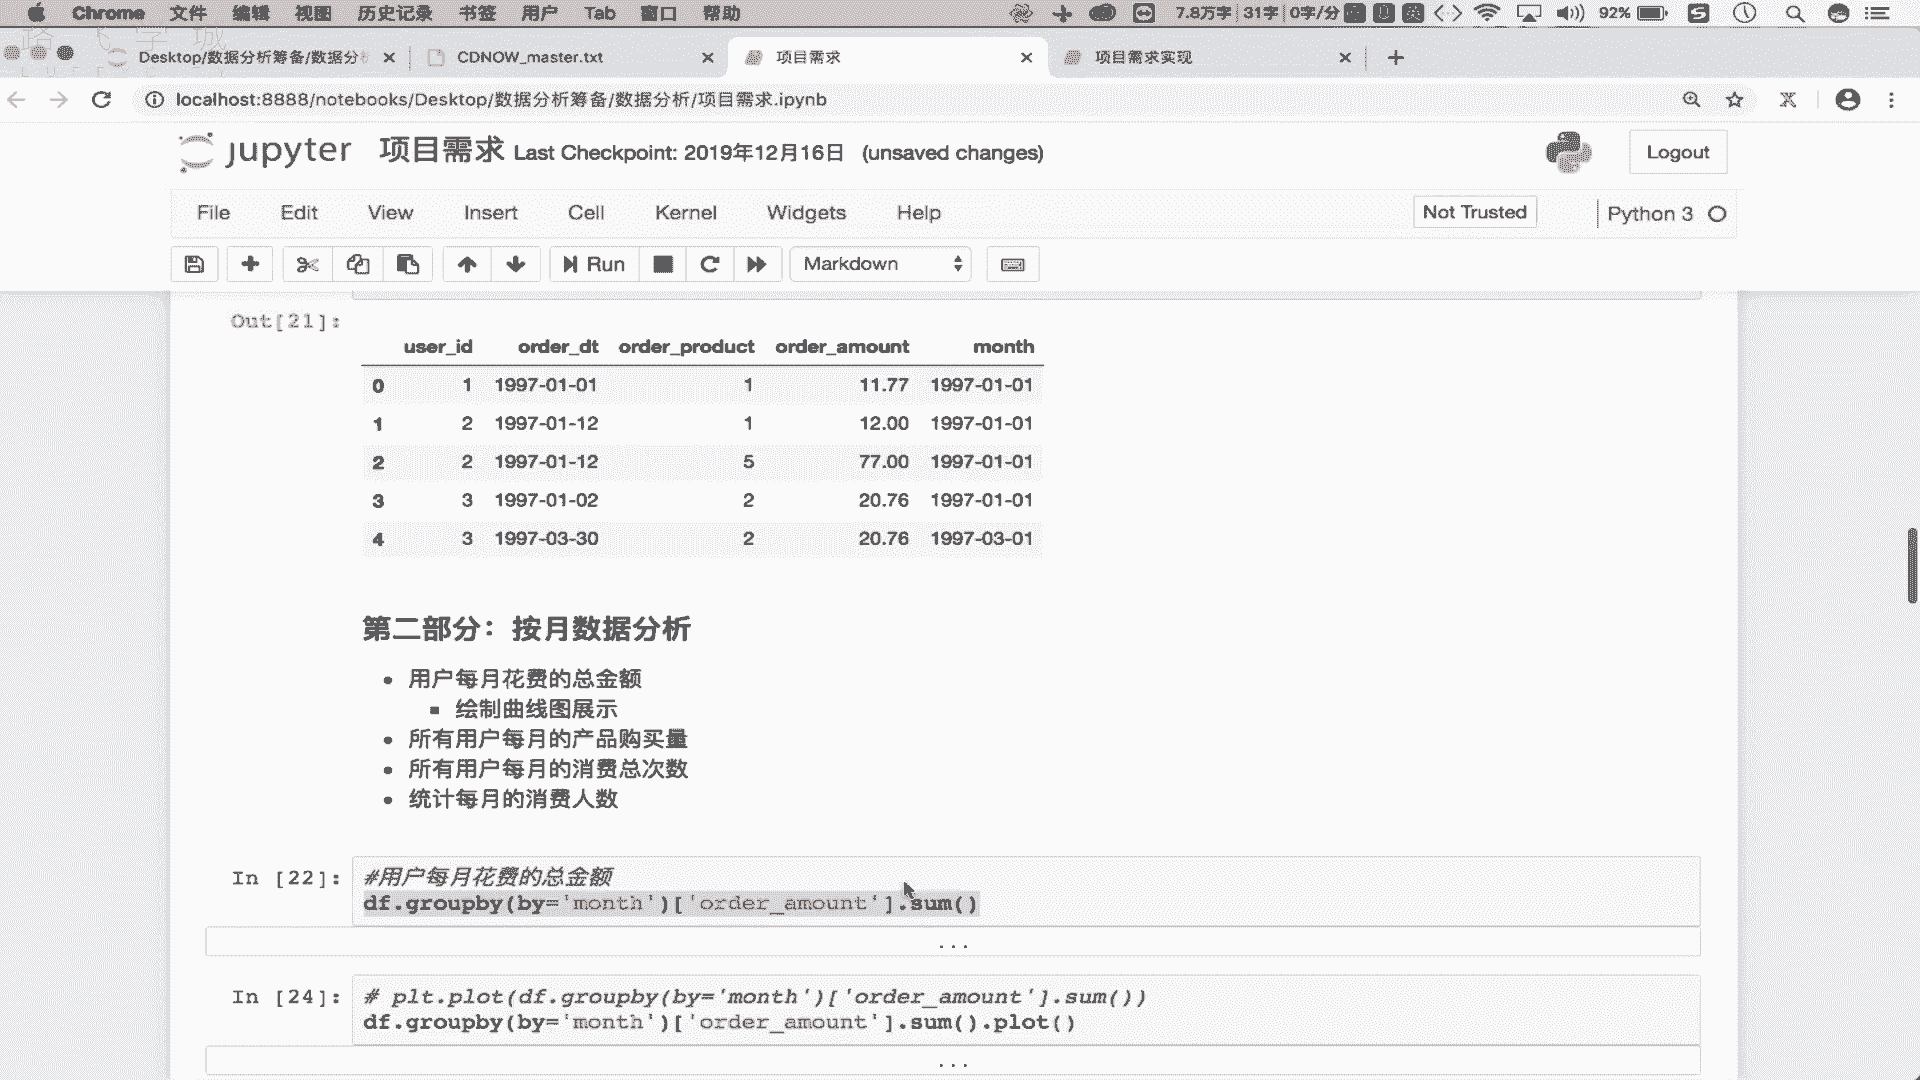 Chrome 文件 编辑 视图 历史记录 书签 用户 Tab 窗口 帮助 7.8万字 31字 0字/分 92%
Desktop/数据分析筹备/数据分 CDNOW_master.txt 项目需求 项目需求实现
localhost:8888/notebooks/Desktop/数据分析筹备/数据分析/项目需求.ipynb
jupyter 项目需求 Last Checkpoint: 2019年12月16日 (unsaved changes) Logout
File Edit View Insert Cell Kernel Widgets Help Not Trusted Python 3
Run Markdown
Out[21]:
user_id order_dt order_product order_amount month
0 1 1997-01-01 1 11.77 1997-01-01
1 2 1997-01-12 1 12.00 1997-01-01
2 2 1997-01-12 5 77.00 1997-01-01
3 3 1997-01-02 2 20.76 1997-01-01
4 3 1997-03-30 2 20.76 1997-03-01
第二部分：按月数据分析
用户每月花费的总金额
绘制曲线图展示
所有用户每月的产品购买量
所有用户每月的消费总次数
统计每月的消费人数
In [22]: #用户每月花费的总金额
df.groupby(by='month')['order_amount'].sum()
...
In [24]: # plt.plot(df.groupby(by='month')['order_amount'].sum())
df.groupby(by='month')['order_amount'].sum().plot()
...